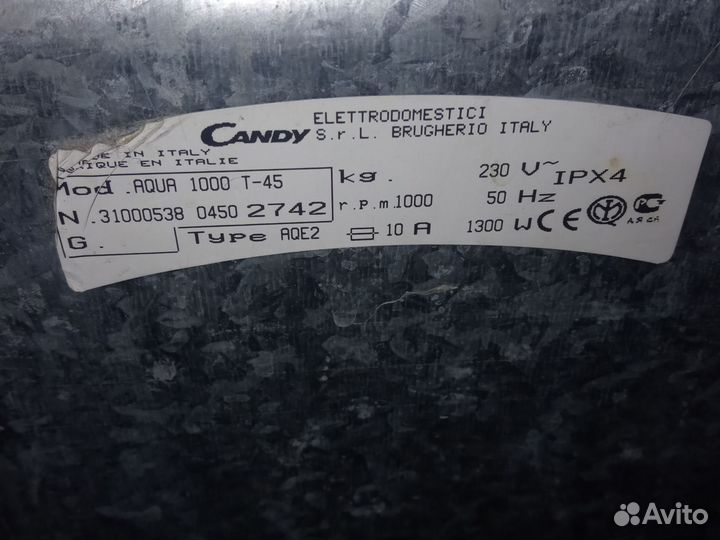 ELETTRODOMESTICI
CANDY S.r.L. BRUGHERIO ITALY
IN ITALY
EN ITALIE
Mod. AQUA 1000 T-45
N. 31000538 0450 2742
G. Type AQE2 10 A
kg. 230 V~ IPX4
r.p.m. 1000 50 Hz
1300 W CE
Avito